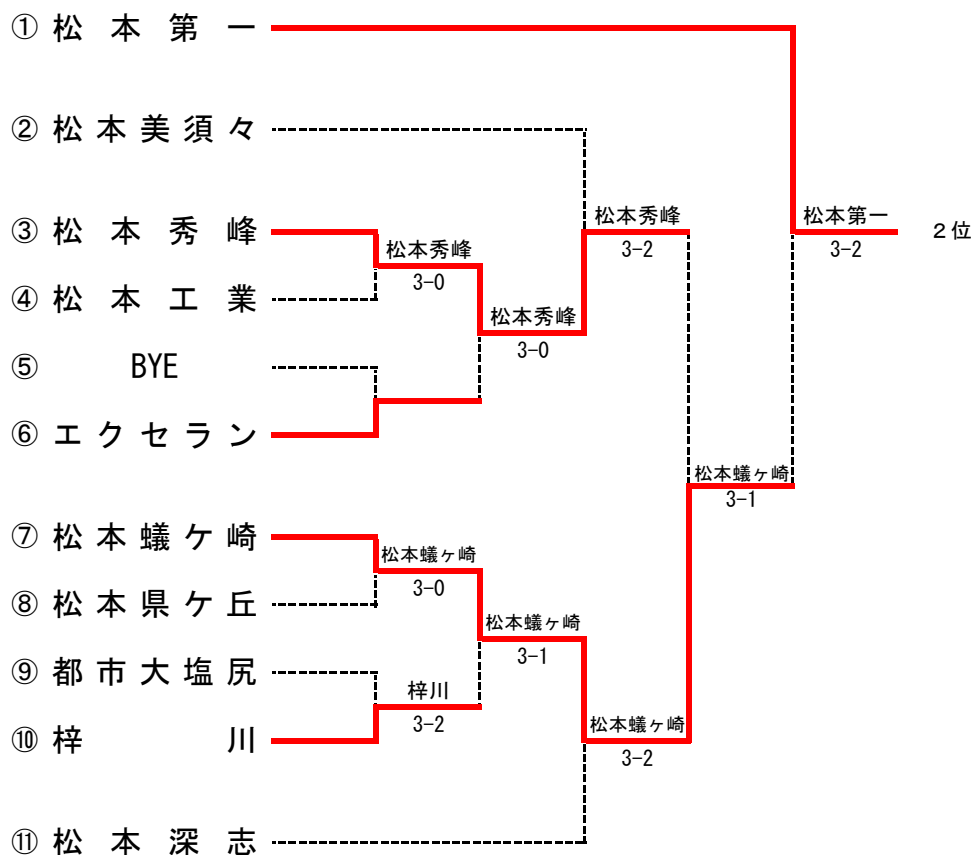 ① 松本第一
② 松本美須々
③ 松本秀峰
松本秀峰
松本第一
2位
松本秀峰
3-2
3-2
3-0
④ 松本工業
松本秀峰
3-0
⑤ BYE
⑥ エクセラン
松本蟻ヶ崎
3-1
⑦ 松本蟻ケ崎
松本蟻ヶ崎
3-0
⑧ 松本県ケ丘
松本蟻ヶ崎
3-1
⑨ 都市大塩尻
梓川
3-2
松本蟻ヶ崎
3-2
⑩ 梓川
⑪ 松本深志